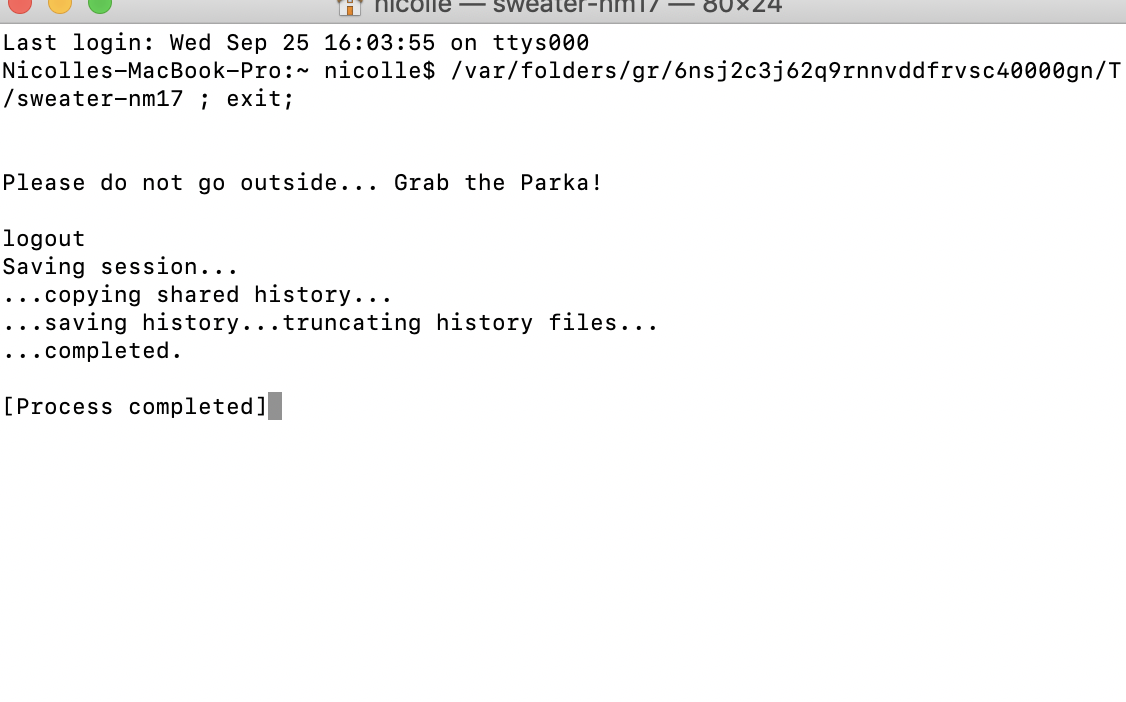 nicolle — sweater-nm17 — 80×24
Last login: Wed Sep 25 16:03:55 on ttys000
Nicolles-MacBook-Pro:~ nicolle$ /var/folders/gr/6nsj2c3j62q9rnnvddfrvsc40000gn/T
/sweater-nm17 ; exit;
Please do not go outside... Grab the Parka!
logout
Saving session...
...copying shared history...
...saving history...truncating history files...
...completed.
[Process completed]